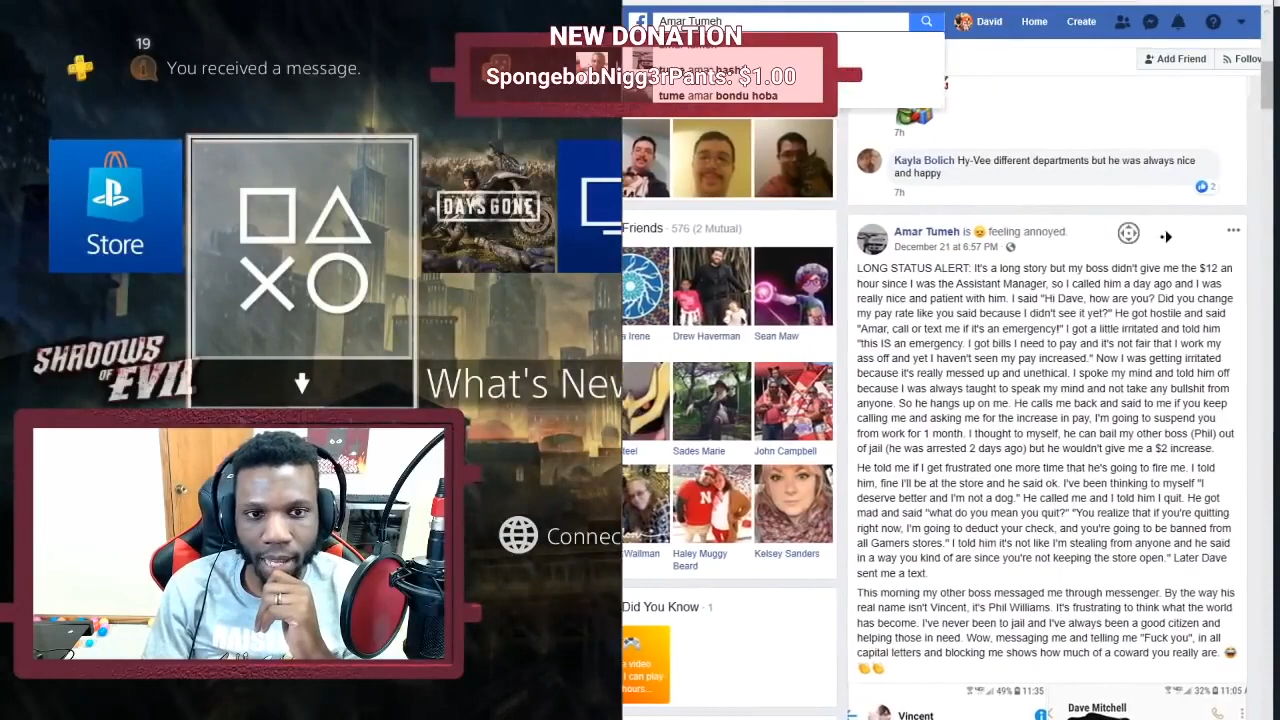 19
You received a message.
Store
DAYS GONE
SHADOWS
OF
EVIL
What's New
Connec
NEW DONATION
SpongebobNigg3rPants: $1.00
Amar Tumeh
tume amar bondu hoba
David
Home
Create
Add Friend
Follow
7h
Kayla Bolich Hy-Vee different departments but he was always nice
and happy
2
7h
Friends · 576 (2 Mutual)
Irene
Drew Haverman
Sean Maw
Sades Marie
John Campbell
Wallman
Haley Muggy
Beard
Kelsey Sanders
Did You Know · 1
e video
I can play
hours...
Amar Tumeh is feeling annoyed.
December 21 at 6:57 PM
LONG STATUS ALERT: It's a long story but my boss didn't give me the $12 an
hour since I was the Assistant Manager, so I called him a day ago and I was
really nice and patient with him. I said "Hi Dave, how are you? Did you change
my pay rate like you said because I didn't see it yet?" He got hostile and said
"Amar, call or text me if it's an emergency!" I got a little irritated and told him
"this IS an emergency. I got bills I need to pay and it's not fair that I work my
ass off and yet I haven't seen my pay increased." Now I was getting irritated
because it's really messed up and unethical. I spoke my mind and told him off
because I was always taught to speak my mind and not take any bullshit from
anyone. So he hangs up on me. He calls me back and said to me if you keep
calling me and asking me for the increase in pay, I'm going to suspend you
from work for 1 month. I thought to myself, he can bail my other boss (Phil) out
of jail (he was arrested 2 days ago) but he wouldn't give me a $2 increase.
He told me if I get frustrated one more time that he's going to fire me. I told
him, fine I'll be at the store and he said ok. I've been thinking to myself "I
deserve better and I'm not a dog." He called me and I told him I quit. He got
mad and said "what do you mean you quit?" "You realize that if you're quitting
right now, I'm going to deduct your check, and you're going to be banned from
all Gamers stores." I told him it's not like I'm stealing from anyone and he said
in a way you kind of are since you're not keeping the store open." Later Dave
sent me a text.
This morning my other boss messaged me through messenger. By the way his
real name isn't Vincent, it's Phil Williams. It's frustrating to think what the world
has become. I've never been to jail and I've always been a good citizen and
helping those in need. Wow, messaging me and telling me "Fuck you", in all
capital letters and blocking me shows how much of a coward you really are.
49% 11:35
32% 11:05
Vincent
Dave Mitchell